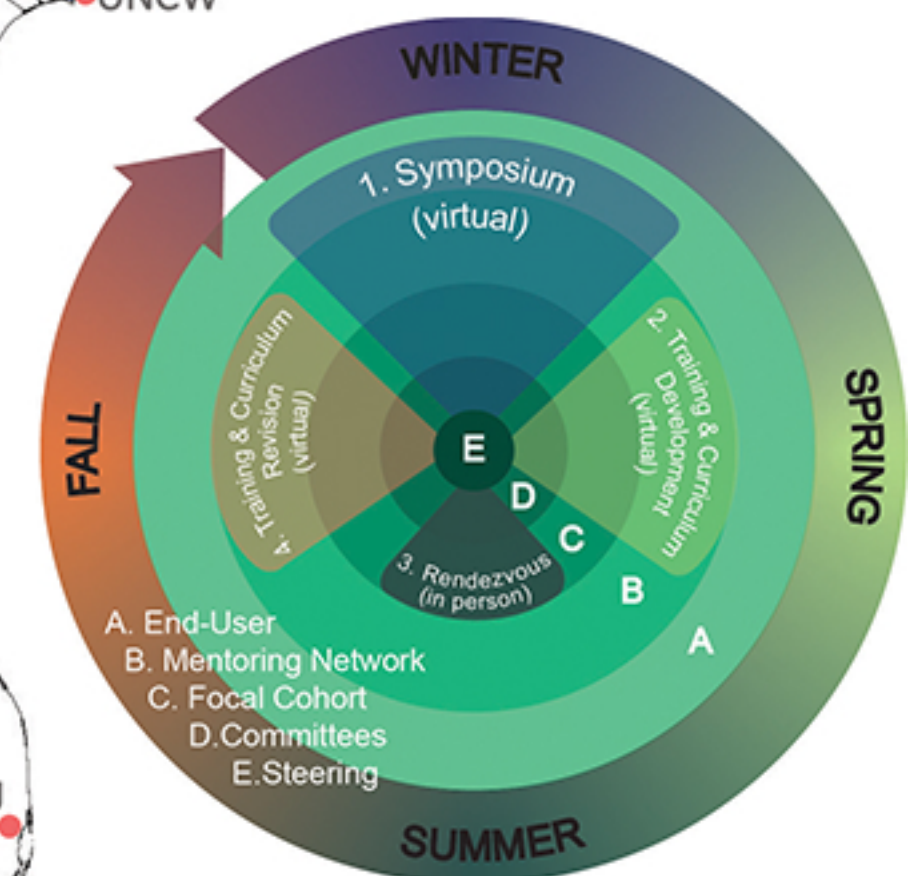 UNCW
WINTER
1. Symposium
(virtual)
2. Training & Curriculum
Development
(virtual)
SPRING
FALL
4. Training & Curriculum
Revision
(virtual)
E
D
C
B
A
3. Rendezvous
(in person)
A. End-User
B. Mentoring Network
C. Focal Cohort
D.Committees
E.Steering
SUMMER